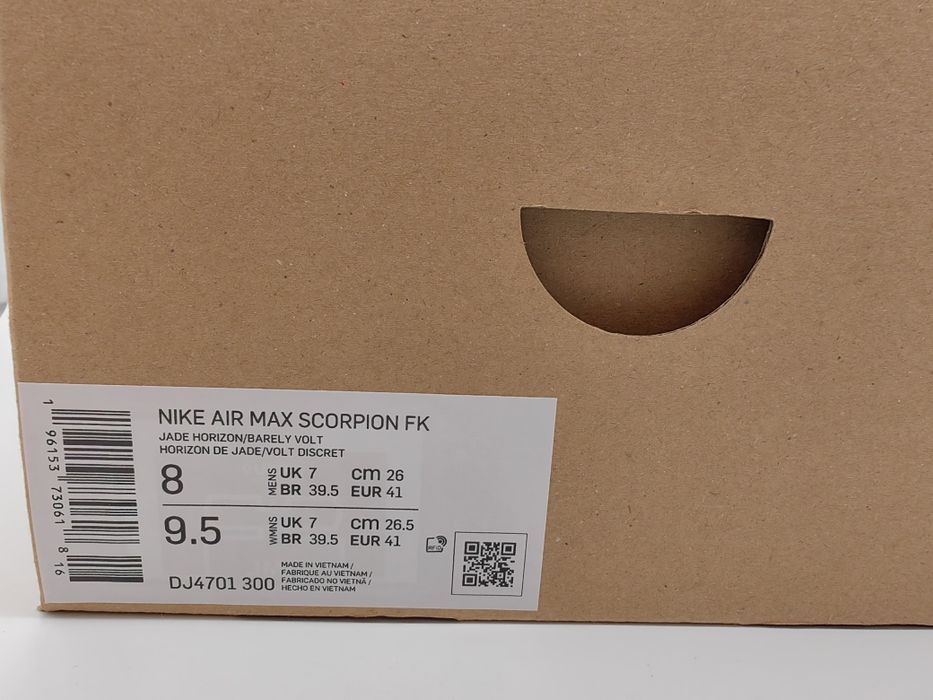 NIKE AIR MAX SCORPION FK
JADE HORIZON/BARELY VOLT
HORIZON DE JADE/VOLT DISCRET
8 MENS UK 7 cm 26
BR 39.5 EUR 41
9.5 WMNS UK 7 cm 26.5
BR 39.5 EUR 41
DJ4701 300
MADE IN VIETNAM /
FABRIQUE AU VIETNAM /
FABRICADO NO VIETNÃ /
HECHO EN VIETNAM
1 96153 73061 8 16